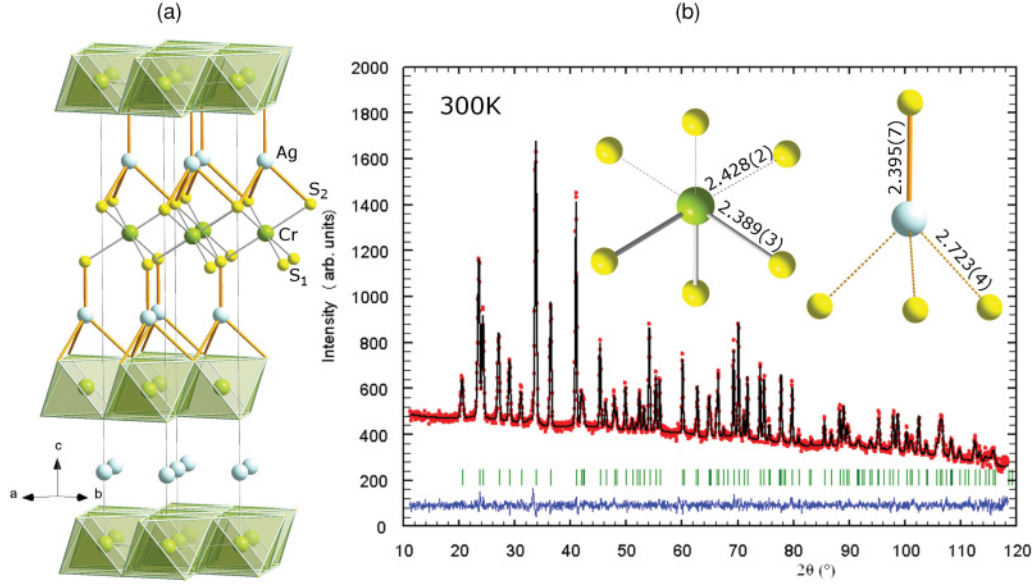 (a)
(b)
Ag
S2
Cr
S1
c
a
b
300K
2.428(2)
2.389(3)
2.395(7)
2.723(4)
Intensity ( arb. units)
2000
1800
1600
1400
1200
1000
800
600
400
200
0
10 20 30 40 50 60 70 80 90 100 110 120
2θ (°)